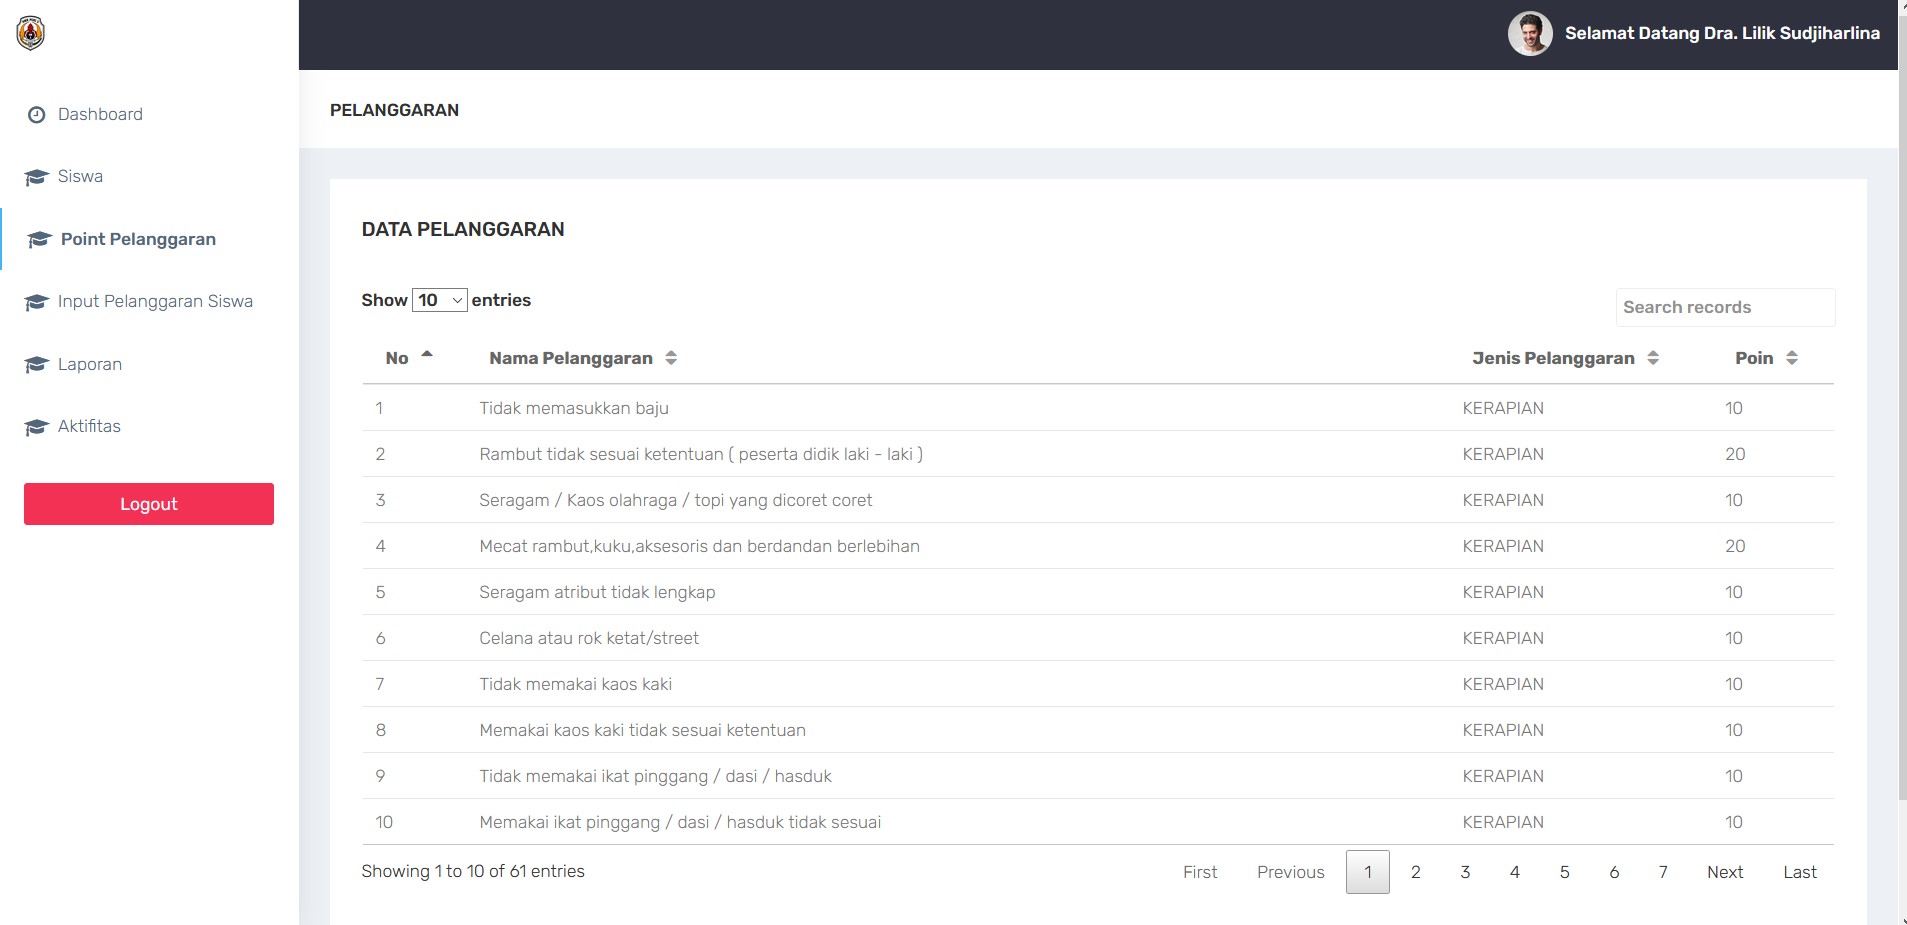 Selamat Datang Dra. Lilik Sudjiharlina
Dashboard
Siswa
Point Pelanggaran
Input Pelanggaran Siswa
Laporan
Aktifitas
Logout
PELANGGARAN
DATA PELANGGARAN
Show 10 entries
Search records
No Nama Pelanggaran Jenis Pelanggaran Poin
1 Tidak memasukkan baju KERAPIAN 10
2 Rambut tidak sesuai ketentuan ( peserta didik laki - laki ) KERAPIAN 20
3 Seragam / Kaos olahraga / topi yang dicoret coret KERAPIAN 10
4 Mecat rambut,kuku,aksesoris dan berdandan berlebihan KERAPIAN 20
5 Seragam atribut tidak lengkap KERAPIAN 10
6 Celana atau rok ketat/street KERAPIAN 10
7 Tidak memakai kaos kaki KERAPIAN 10
8 Memakai kaos kaki tidak sesuai ketentuan KERAPIAN 10
9 Tidak memakai ikat pinggang / dasi / hasduk KERAPIAN 10
10 Memakai ikat pinggang / dasi / hasduk tidak sesuai KERAPIAN 10
Showing 1 to 10 of 61 entries
First Previous 1 2 3 4 5 6 7 Next Last